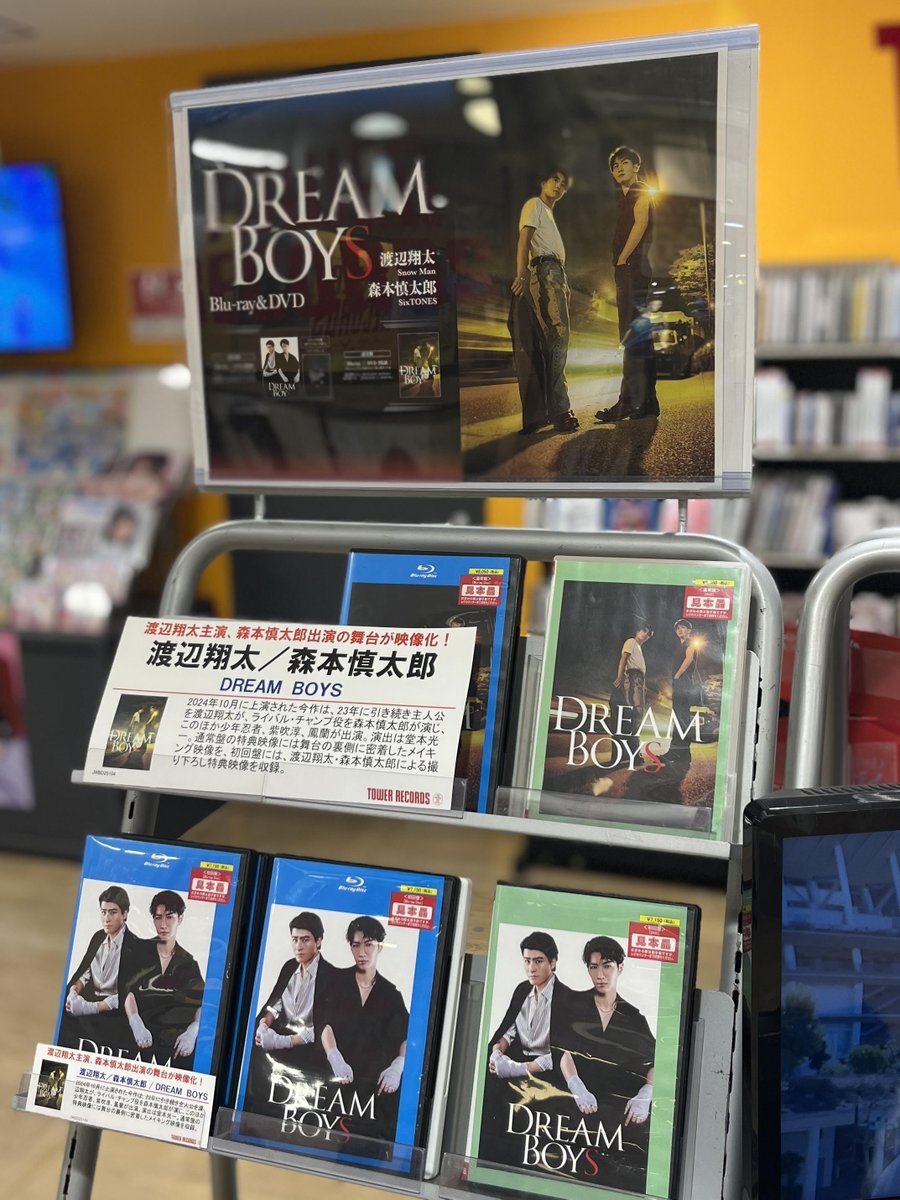 DREAM
BOYS
Blu-ray&DVD
渡辺翔太
Snow Man
森本慎太郎
SixTONES
DREAM
BOYS
DREAM
BOYS
渡辺翔太主演、森本慎太郎出演の舞台が映像化！
渡辺翔太／森本慎太郎
DREAM BOYS
2024年10月に上演された今作は、23年に引き続き主人公
を渡辺翔太が、ライバル・チャンプ役を森本慎太郎が演じ、
このほか少年忍者、紫吹淳、鳳蘭が出演。演出は堂本光
一。通常盤の特典映像には舞台の裏側に密着したメイキ
ング映像を、初回盤には、渡辺翔太・森本慎太郎による撮
り下ろし特典映像を収録。
DREAM
BOYS
TOWER RECORDS
Blu-ray Disc
見本品
見本品
DREAM
BOYS
Blu-ray Disc
見本品
DREAM
渡辺翔太主演、森本慎太郎出演の舞台が映像化！
渡辺翔太／森本慎太郎 / DREAM BOYS
TOWER RECORDS
Blu-ray Disc
見本品
DREAM
BOYS
見本品
DREAM
BOYS